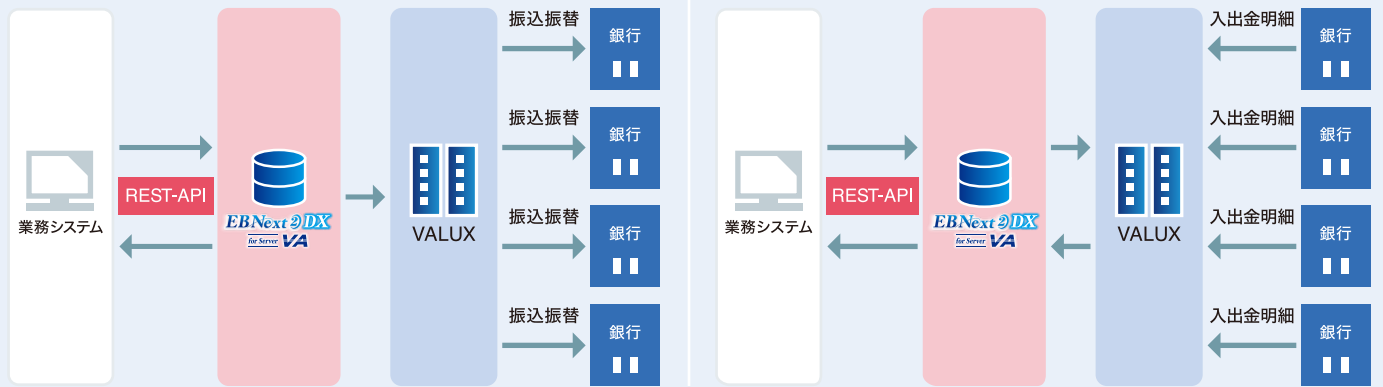 振込振替
銀行
振込振替
銀行
業務システム
REST-API
EBNext e DX
for Server VA
VALUX
振込振替
銀行
振込振替
銀行
入出金明細
銀行
入出金明細
銀行
業務システム
REST-API
EBNext e DX
for Server VA
VALUX
入出金明細
銀行
入出金明細
銀行